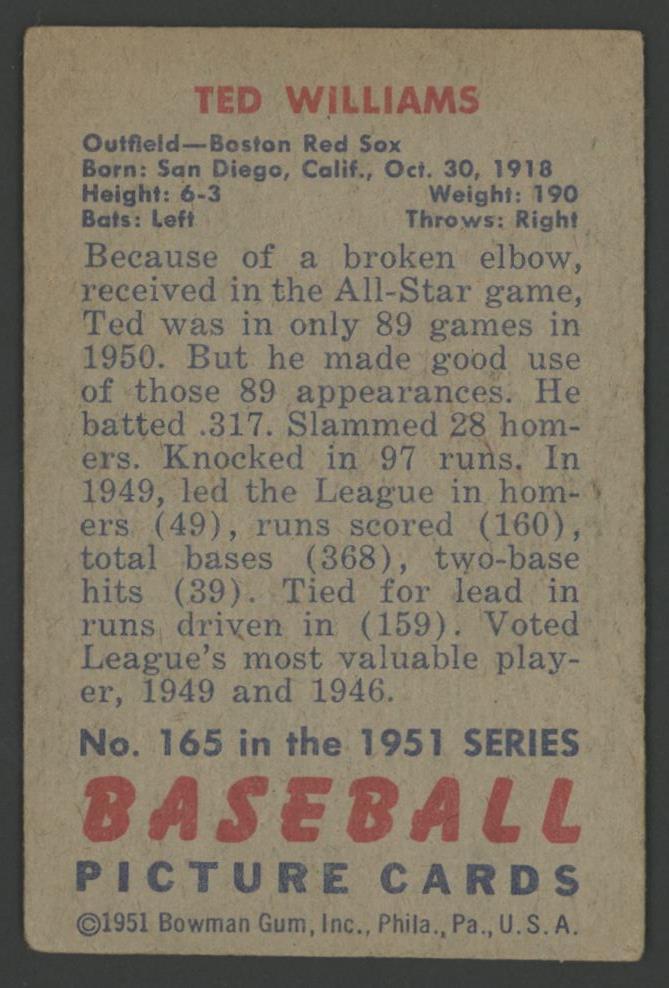 TED WILLIAMS
Outfield—Boston Red Sox
Born: San Diego, Calif., Oct. 30, 1918
Height: 6-3 Weight: 190
Bats: Left Throws: Right
Because of a broken elbow,
received in the All-Star game,
Ted was in only 89 games in
1950. But he made good use
of those 89 appearances. He
batted .317. Slammed 28 hom-
ers. Knocked in 97 runs. In
1949, led the League in hom-
ers (49), runs scored (160),
total bases (368), two-base
hits (39). Tied for lead in
runs driven in (159). Voted
League's most valuable play-
er, 1949 and 1946.
No. 165 in the 1951 SERIES
BASEBALL
PICTURE CARDS
©1951 Bowman Gum, Inc., Phila., Pa., U. S. A.